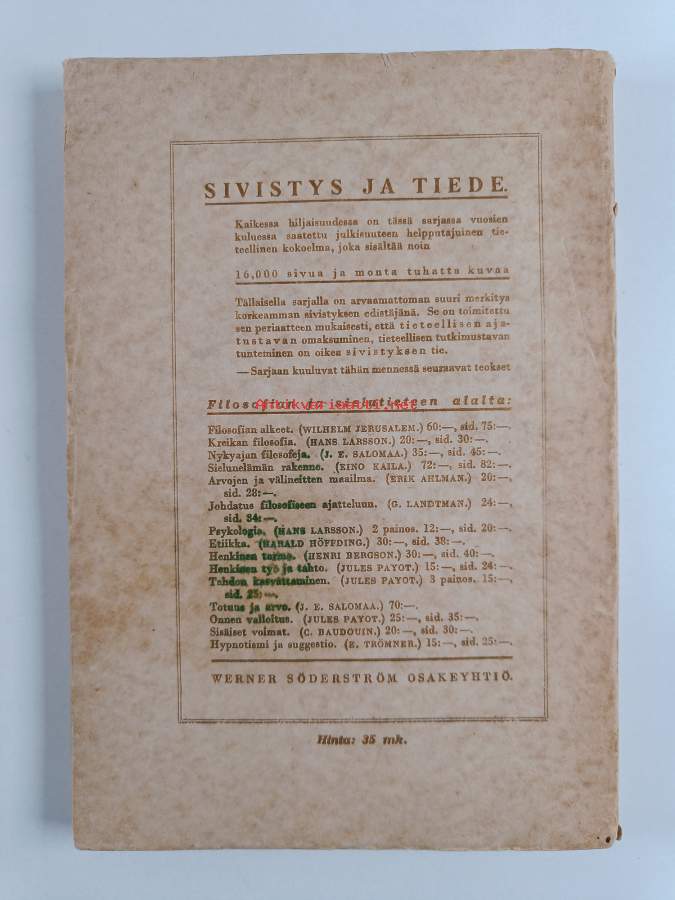 SIVISTYS JA TIEDE.
Kaikessa hiljaisuudessa on tässä sarjassa vuosien
kuluessa saatettu julkisuuteen helpputajuinen tie-
teellinen kokoelma, joka sisältää noin
16,000 sivua ja monta tuhatta kuvaa
Tällaisella sarjalla on arvaamattoman suuri merkitys
korkeamman sivistyksen edistäjänä. Se on toimitettu
sen periaatteen mukaisesti, että tieteellisen aja-
tustavan omaksuminen, tieteellisen tutkimustavan
tunteminen on oikea sivistyksen tie.
— Sarjaan kuuluvat tähän mennessä seuraavat teokset
Filosofian ja sielutieteen alalta:
Antikvariaatti.net
Filosofian alkeet. (WILHELM JERUSALEM.) 60:—, sid. 75:—.
Kreikan filosofia. (HANS LARSSON.) 20:—, sid. 30:—.
Nykyajan filosofeja. (J. E. SALOMAA.) 35:—, sid. 45:—.
Sielunelämän rakenne. (EINO KAILA.) 72:—, sid. 82:—.
Arvojen ja välineitten maailma. (ERIK AHLMAN.) 20:—,
sid. 28:—.
Johdatus filosofiseen ajatteluun. (G. LANDTMAN.) 24:—,
sid. 34:—.
Psykologia. (HANS LARSSON.) 2 painos. 12:—, sid. 20:—.
Etiikka. (HARALD HÖFFDING.) 30:—, sid. 38:—.
Henkinen tarmo. (HENRI BERGSON.) 30:—, sid. 40:—.
Henkinen työ ja tahto. (JULES PAYOT.) 15:—, sid. 24:—.
Tahdon kasvattaminen. (JULES PAYOT.) 3 painos. 15:—,
sid. 25:—.
Totuus ja arvo. (J. E. SALOMAA.) 70:—.
Onnen valloitus. (JULES PAYOT.) 25:—, sid. 35:—.
Sisäiset voimat. (C. BAUDOUIN.) 20:—, sid. 30:—.
Hypnotismi ja suggestio. (E. TRÖMNER.) 15:—, sid. 25:—.
WERNER SÖDERSTRÖM OSAKEYHTIÖ.
Hinta: 35 mk.